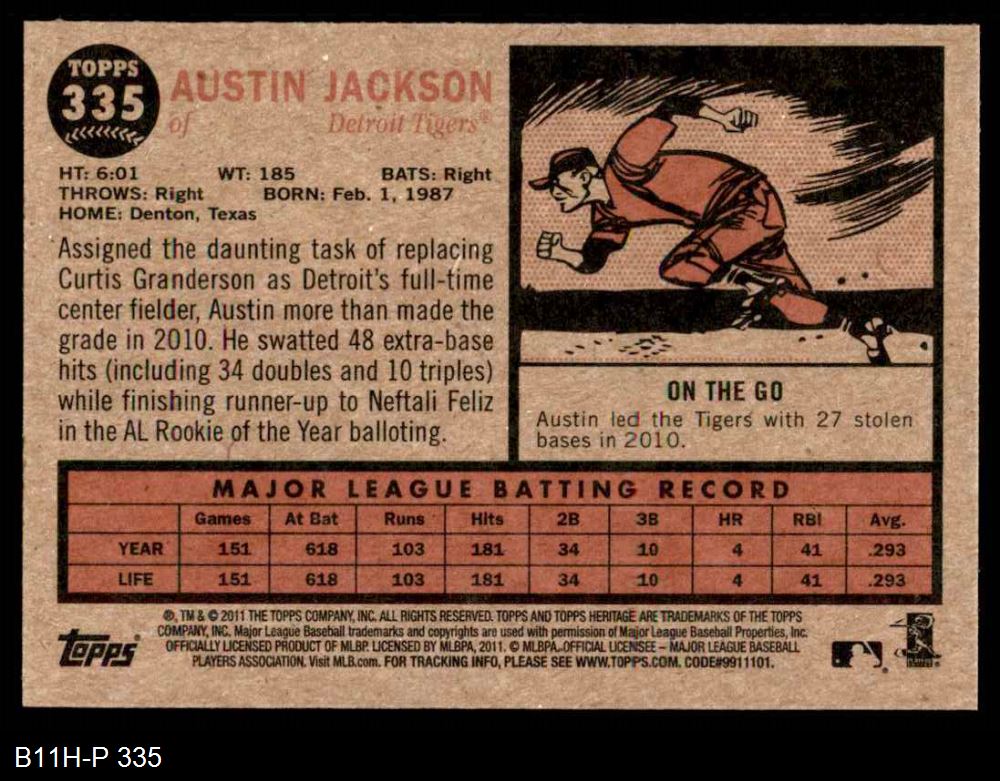 TOPPS
335
AUSTIN JACKSON
of Detroit Tigers®
HT: 6:01 WT: 185 BATS: Right
THROWS: Right BORN: Feb. 1, 1987
HOME: Denton, Texas
Assigned the daunting task of replacing
Curtis Granderson as Detroit's full-time
center fielder, Austin more than made the
grade in 2010. He swatted 48 extra-base
hits (including 34 doubles and 10 triples)
while finishing runner-up to Neftali Feliz
in the AL Rookie of the Year balloting.
ON THE GO
Austin led the Tigers with 27 stolen
bases in 2010.
MAJOR LEAGUE BATTING RECORD
Games At Bat Runs Hits 2B 3B HR RBI Avg.
YEAR 151 618 103 181 34 10 4 41 .293
LIFE 151 618 103 181 34 10 4 41 .293
®, TM & © 2011 THE TOPPS COMPANY, INC. ALL RIGHTS RESERVED. TOPPS AND TOPPS HERITAGE ARE TRADEMARKS OF THE TOPPS
COMPANY, INC. Major League Baseball trademarks and copyrights are used with permission of Major League Baseball Properties, Inc.
OFFICIALLY LICENSED PRODUCT OF MLBP. LICENSED BY MLBPA, 2011. © MLBPA-OFFICIAL LICENSEE – MAJOR LEAGUE BASEBALL
PLAYERS ASSOCIATION. Visit MLB.com. FOR TRACKING INFO, PLEASE SEE WWW.TOPPS.COM. CODE#9911101.
Topps®
B11H-P 335